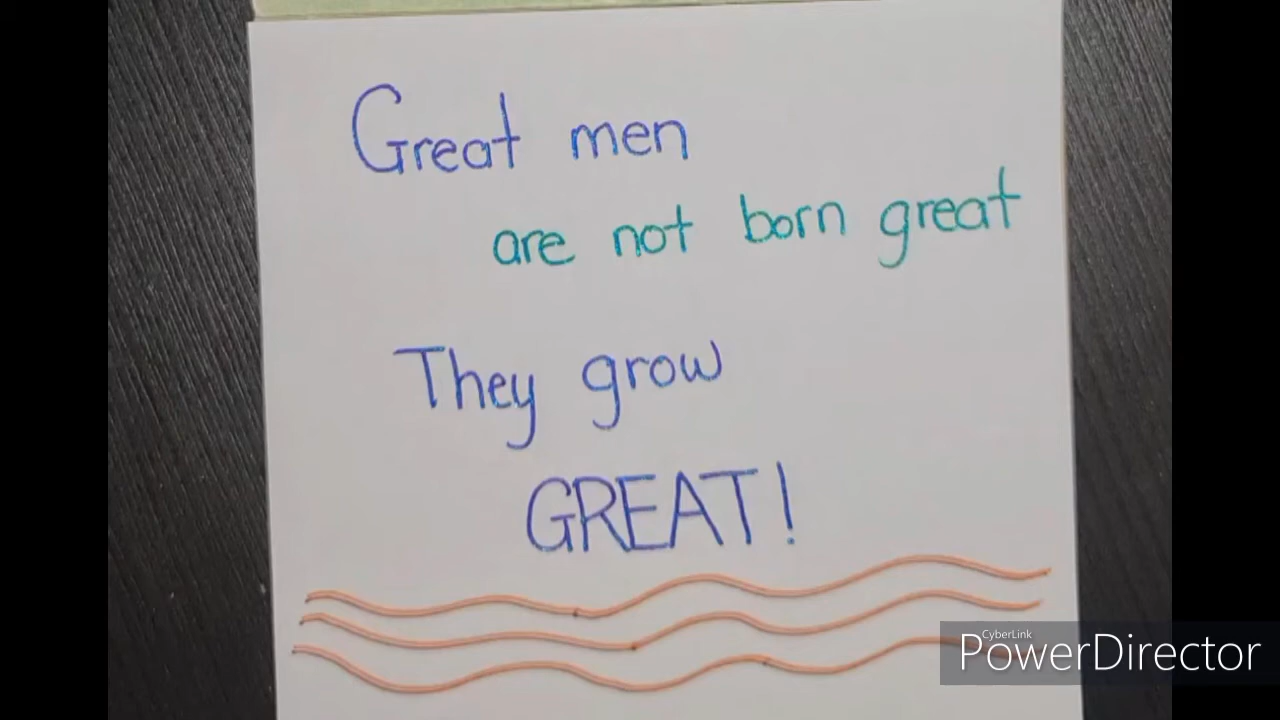 Great men
are not born great
They grow
GREAT!
CyberLink
PowerDirector